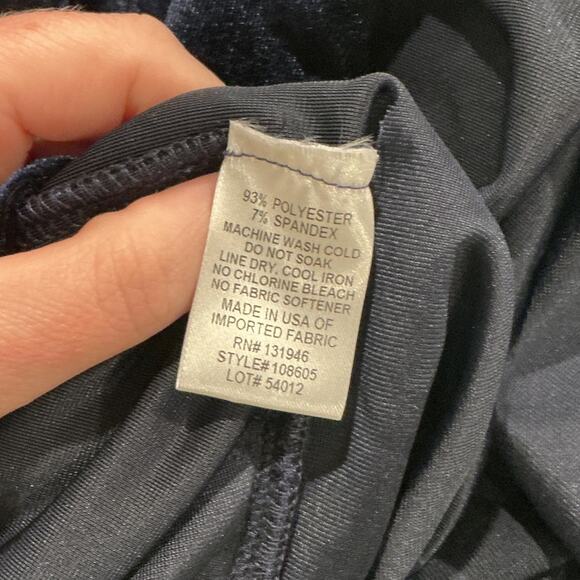 93% POLYESTER
7% SPANDEX
MACHINE WASH COLD
DO NOT SOAK
LINE DRY, COOL IRON
NO CHLORINE BLEACH
NO FABRIC SOFTENER
MADE IN USA OF
IMPORTED FABRIC
RN# 131946
STYLE#108605
LOT# 54012